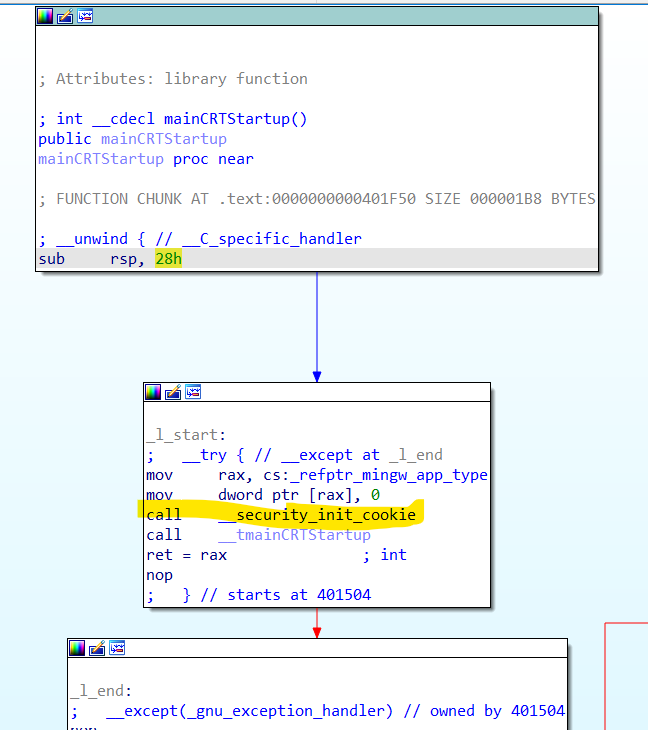 ; Attributes: library function
; int __cdecl mainCRTStartup()
public mainCRTStartup
mainCRTStartup proc near
; FUNCTION CHUNK AT .text:0000000000401F50 SIZE 000001B8 BYTES
; __unwind { // __C_specific_handler
sub     rsp, 28h
_l_start:
;   __try { // __except at _l_end
mov     rax, cs:_refptr_mingw_app_type
mov     dword ptr [rax], 0
call    __security_init_cookie
call    __tmainCRTStartup
ret = rax               ; int
nop
;   } // starts at 401504
_l_end:
;   __except(_gnu_exception_handler) // owned by 401504